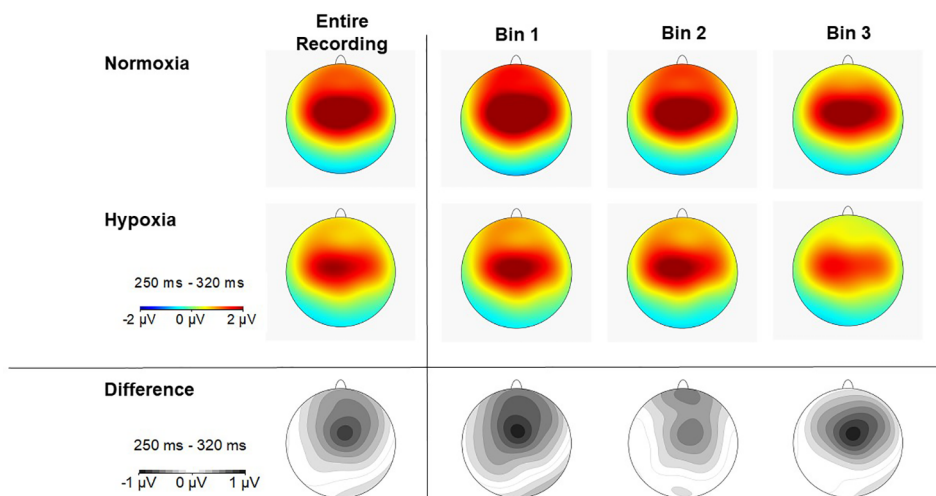 Entire
Recording
Bin 1
Bin 2
Bin 3
Normoxia
Hypoxia
250 ms - 320 ms
-2 µV 0 µV 2 µV
Difference
250 ms - 320 ms
-1 µV 0 µV 1 µV